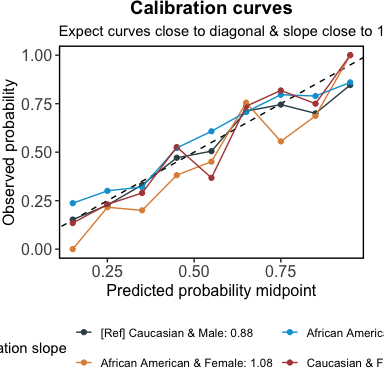 Calibration curves
Expect curves close to diagonal & slope close to 1
Observed probability
1.00
0.75
0.50
0.25
0.00
0.25 0.50 0.75
Predicted probability midpoint
ation slope
[Ref] Caucasian & Male: 0.88
African Americ
African American & Female: 1.08
Caucasian & F